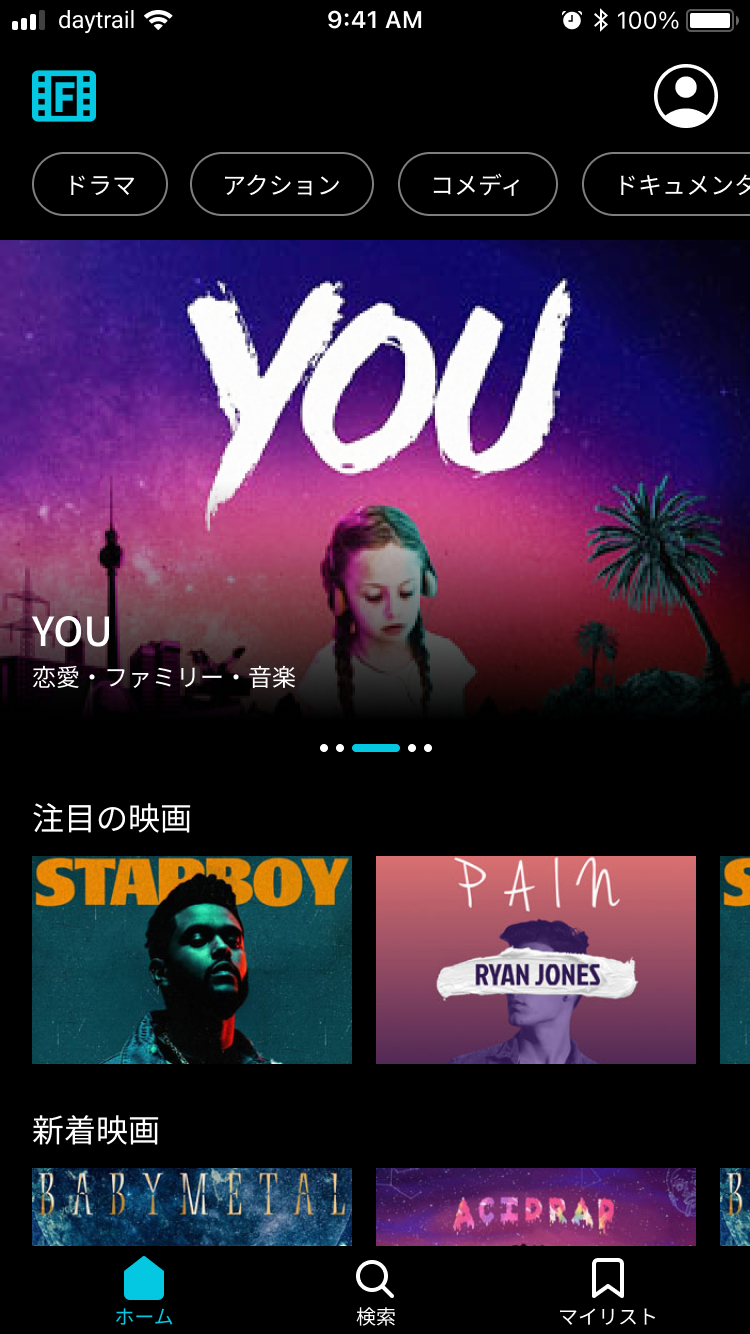 daytrail 9:41 AM 100%
F
ドラマ アクション コメディ ドキュメンタ
YOU
YOU
恋愛・ファミリー・音楽
注目の映画
STARBOY PAIN
RYAN JONES
新着映画
BABYMETAL ACIDRAP
ホーム 検索 マイリスト